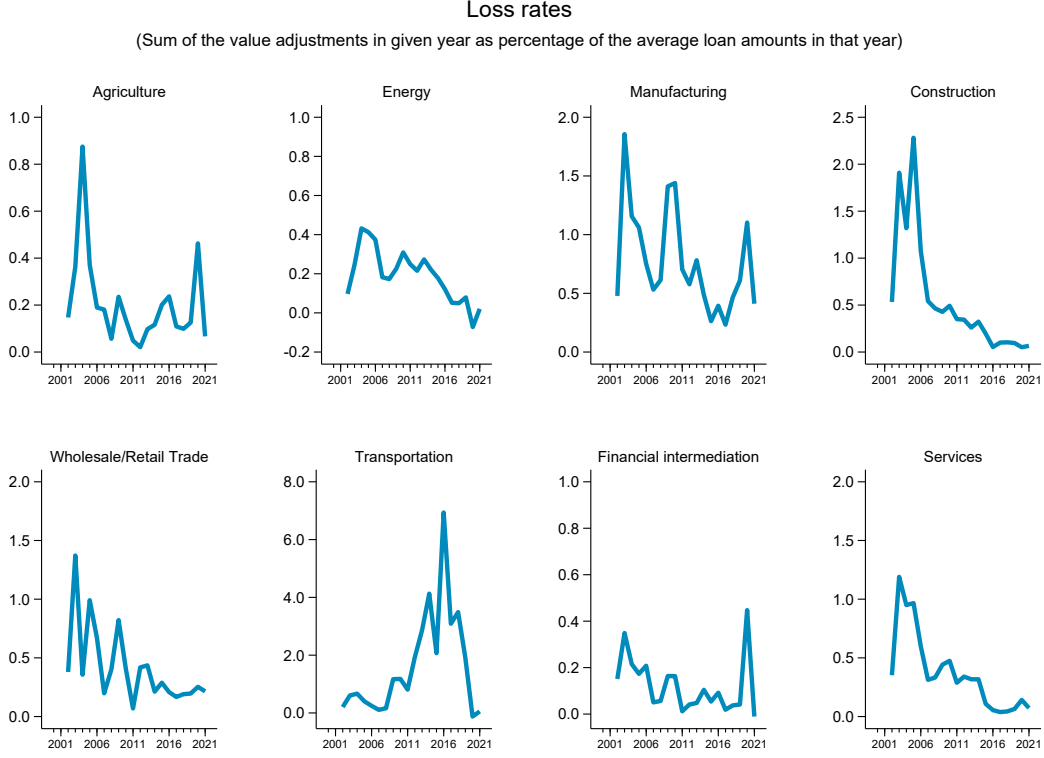 Loss rates
(Sum of the value adjustments in given year as percentage of the average loan amounts in that year)
Agriculture
1.0
0.8
0.6
0.4
0.2
0.0
2001 2006 2011 2016 2021
Energy
1.0
0.8
0.6
0.4
0.2
0.0
-0.2
2001 2006 2011 2016 2021
Manufacturing
2.0
1.5
1.0
0.5
0.0
2001 2006 2011 2016 2021
Construction
2.5
2.0
1.5
1.0
0.5
0.0
2001 2006 2011 2016 2021
Wholesale/Retail Trade
2.0
1.5
1.0
0.5
0.0
2001 2006 2011 2016 2021
Transportation
8.0
6.0
4.0
2.0
0.0
2001 2006 2011 2016 2021
Financial intermediation
1.0
0.8
0.6
0.4
0.2
0.0
2001 2006 2011 2016 2021
Services
2.0
1.5
1.0
0.5
0.0
2001 2006 2011 2016 2021